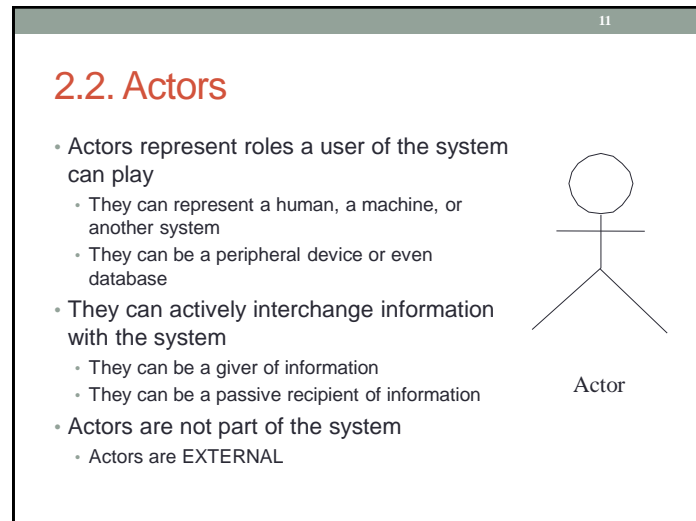 11
2.2. Actors
• Actors represent roles a user of the system
can play
• They can represent a human, a machine, or
another system
• They can be a peripheral device or even
database
• They can actively interchange information
with the system
• They can be a giver of information
• They can be a passive recipient of information
• Actors are not part of the system
• Actors are EXTERNAL
Actor